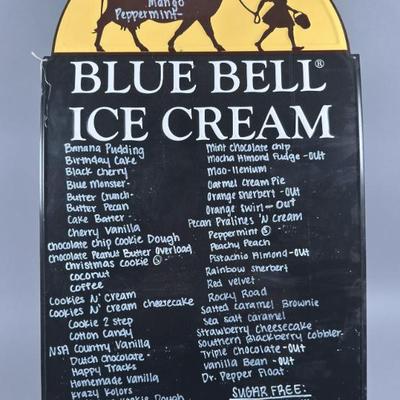 Mango
Peppermint-
BLUE BELL®
ICE CREAM
Banana Pudding
Birthday Cake
Black Cherry
Blue Monster-
Butter Crunch-
Butter Pecan
Cake Batter-
Cherry Vanilla
Chocolate chip Cookie Dough
Chocolate Peanut Butter Overload
Christmas Cookie Ⓢ
Coconut
Coffee
Cookies N' Cream
Cookies N' Cream Cheesecake
Cookie 2 Step
Cotton Candy
NSA Country Vanilla
Dutch Chocolate-
Happy Tracks
Homemade Vanilla
Krazy Kolors
Cookie Dough
Mint chocolate chip
Mocha Almond Fudge -OUT
Moo-llenium
Oatmeal Cream Pie
Orange Sherbert -OUT
Orange Swirl- OUT
Pecan Pralines 'N Cream
Peppermint Ⓢ
Peachy Peach
Pistachio Almond-OUT
Rainbow Sherbert
Red Velvet
Rocky Road
Salted Caramel Brownie
Sea Salt Caramel
Strawberry Cheesecake
Southern Blackberry Cobbler
Triple Chocolate-OUT
Vanilla Bean -OUT
Dr. Pepper Float
SUGAR FREE: